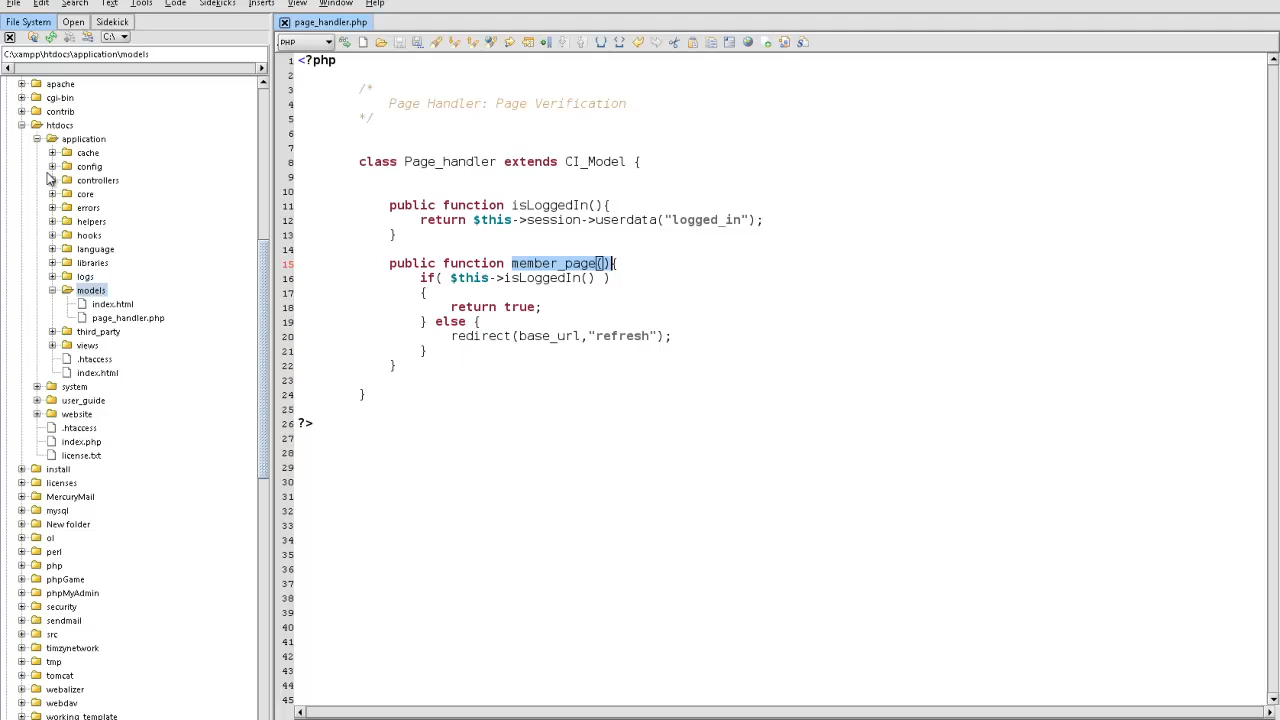 File Edit Search View Text Tools Code Sidekicks Inserts View Window Help
File System Open Sidekick page_handler.php
C:\ PHP
C:\xampp\htdocs\application\models
apache
cgi-bin
contrib
htdocs
application
cache
config
controllers
core
errors
helpers
hooks
language
libraries
logs
models
index.html
page_handler.php
third_party
views
.htaccess
index.html
system
user_guide
website
.htaccess
index.php
license.txt
install
licenses
MercuryMail
mysql
New folder
ol
perl
php
phpGame
phpMyAdmin
security
sendmail
src
timzynetwork
tmp
tomcat
webalizer
webdav
working_template
1 <?php
2
3 /*
4 Page Handler: Page Verification
5 */
6
7
8 class Page_handler extends CI_Model {
9
10
11 public function isLoggedIn(){
12 return $this->session->userdata("logged_in");
13 }
14
15 public function member_page(){
16 if( $this->isLoggedIn() )
17 {
18 return true;
19 } else {
20 redirect(base_url,"refresh");
21 }
22 }
23
24 }
25
26 ?>
27
28
29
30
31
32
33
34
35
36
37
38
39
40
41
42
43
44
45